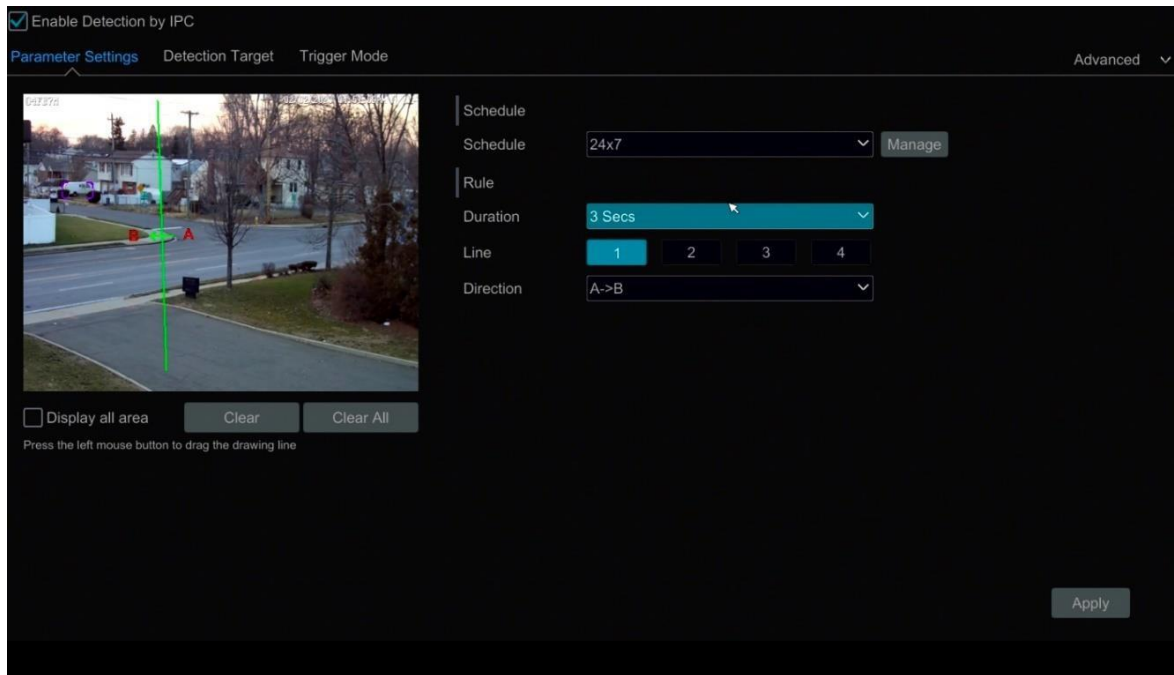 Enable Detection by IPC
Parameter Settings
Detection Target
Trigger Mode
Advanced
B
A
Display all area
Clear
Clear All
Press the left mouse button to drag the drawing line
Schedule
Schedule
24x7
Manage
Rule
Duration
3 Secs
Line
1
2
3
4
Direction
A->B
Apply